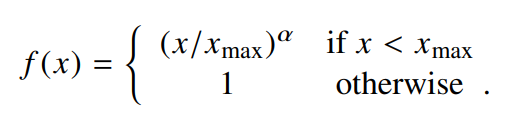 f(x) = { (x/x_max)^α if x < x_max
1 otherwise .